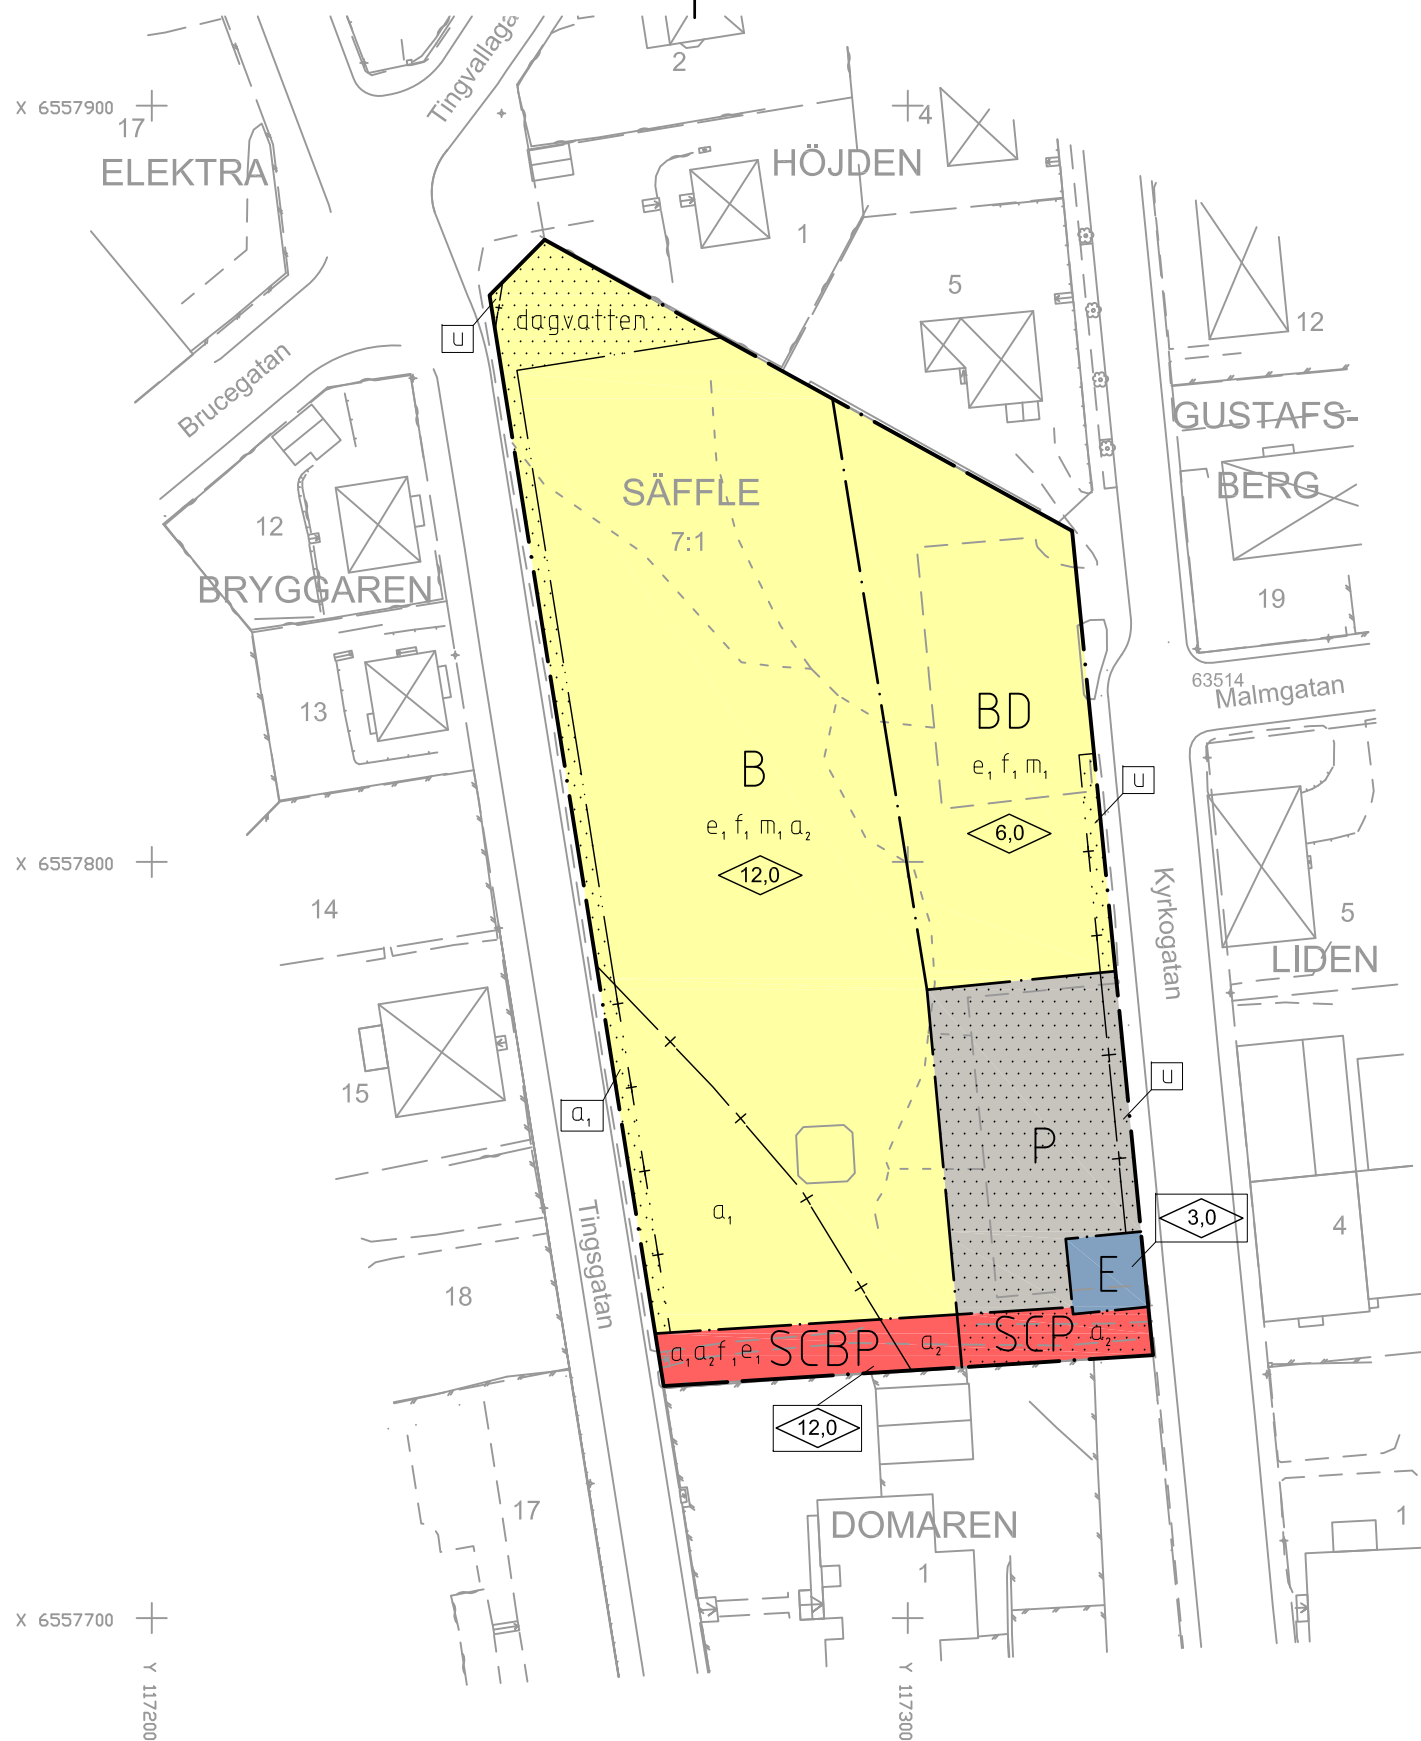 Tingvallaga
2
X 6557900
17
4
ELEKTRA
HÖJDEN
1
5
dagvatten
u
12
Brucegatan
GUSTAFS-
SÄFFLE
BERG
12
7:1
BRYGGAREN
19
63514
Malmgatan
13
BD
B
e₁ f₁ m₁
u
e₁ f₁ m₁ a₂
6,0
X 6557800
12,0
Kyrkogatan
14
5
LIDEN
15
u
a₁
P
a₁
3,0
4
Tingsgatan
E
18
a₁ a₂ f₁ e₁ SCBP a₂
SCP a₂
12,0
17
DOMAREN
1
1
X 6557700
Y 117200
Y 117300